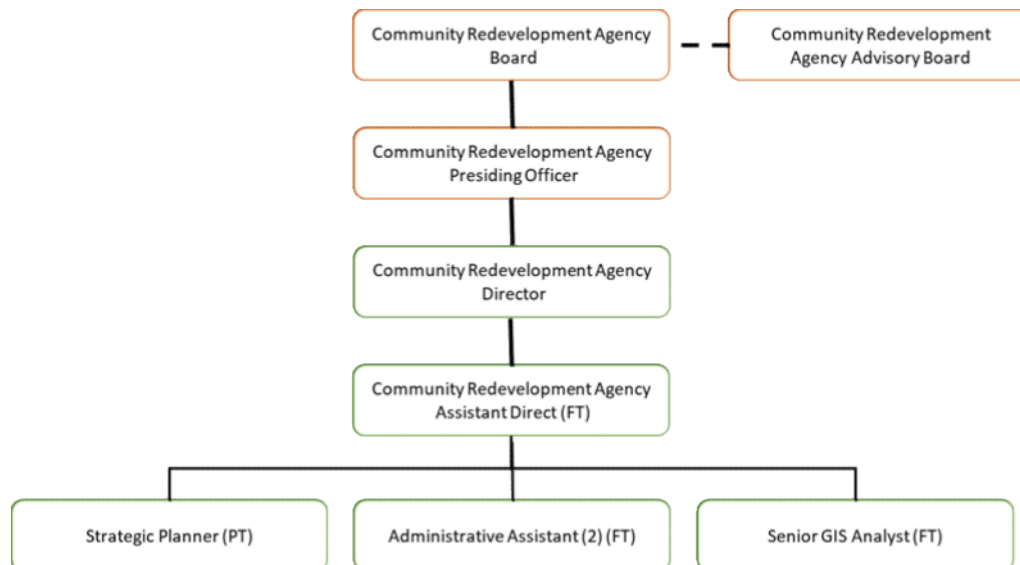 Community Redevelopment Agency
Board
Community Redevelopment
Agency Advisory Board
Community Redevelopment Agency
Presiding Officer
Community Redevelopment Agency
Director
Community Redevelopment Agency
Assistant Direct (FT)
Strategic Planner (PT)
Administrative Assistant (2) (FT)
Senior GIS Analyst (FT)